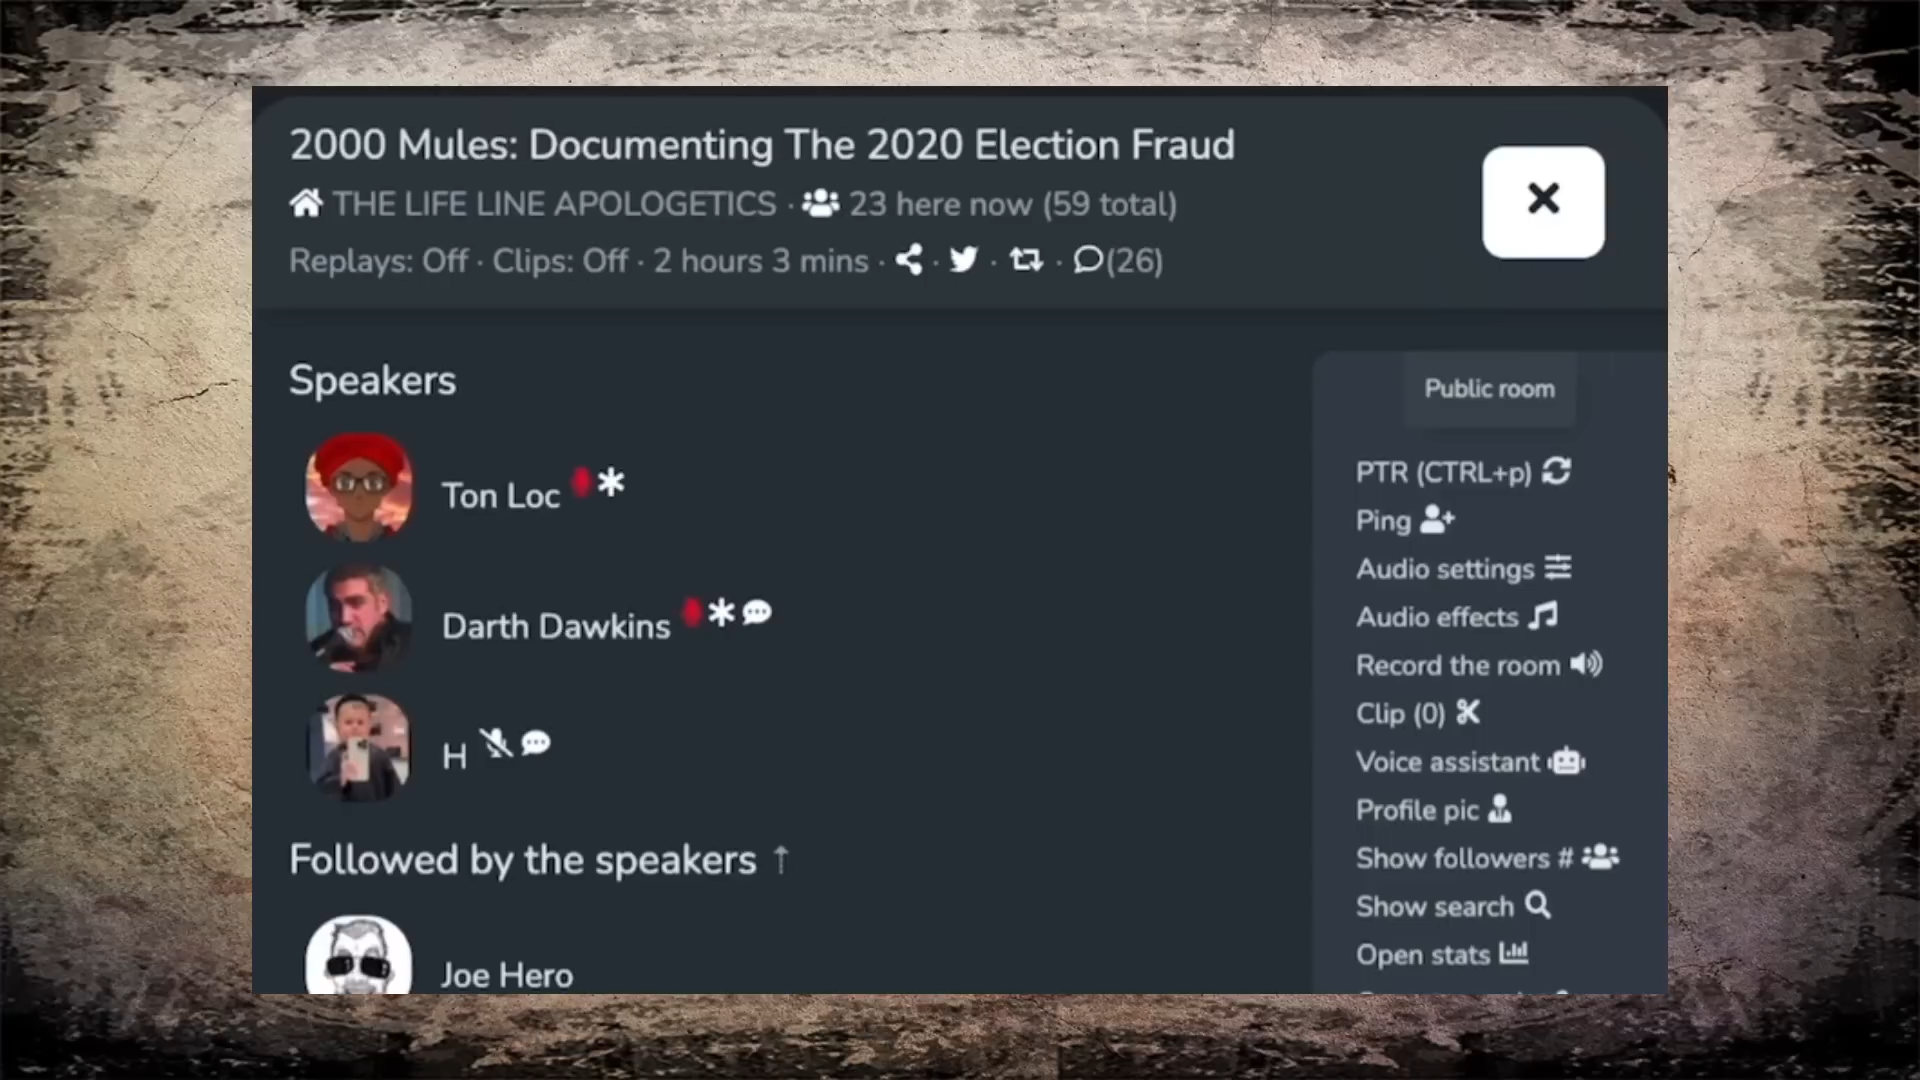 2000 Mules: Documenting The 2020 Election Fraud
THE LIFE LINE APOLOGETICS · 23 here now (59 total)
Replays: Off · Clips: Off · 2 hours 3 mins · · · · (26)
Speakers
Ton Loc
Darth Dawkins
H
Followed by the speakers ↑
Joe Hero
Public room
PTR (CTRL+p)
Ping
Audio settings
Audio effects
Record the room
Clip (0)
Voice assistant
Profile pic
Show followers #
Show search
Open stats